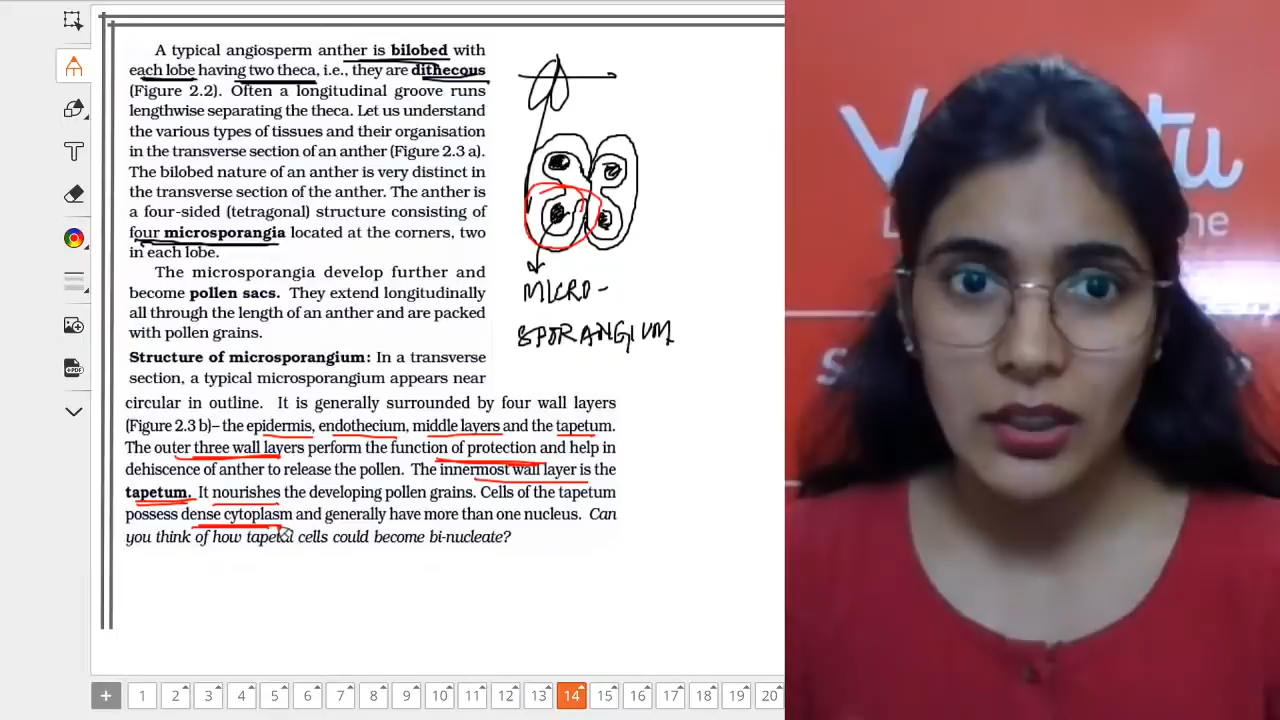 A typical angiosperm anther is bilobed with
each lobe having two theca, i.e., they are dithecous
(Figure 2.2). Often a longitudinal groove runs
lengthwise separating the theca. Let us understand
the various types of tissues and their organisation
in the transverse section of an anther (Figure 2.3 a).
The bilobed nature of an anther is very distinct in
the transverse section of the anther. The anther is
a four-sided (tetragonal) structure consisting of
four microsporangia located at the corners, two
in each lobe.
The microsporangia develop further and
become pollen sacs. They extend longitudinally
all through the length of an anther and are packed
with pollen grains.
Structure of microsporangium: In a transverse
section, a typical microsporangium appears near
circular in outline. It is generally surrounded by four wall layers
(Figure 2.3 b)– the epidermis, endothecium, middle layers and the tapetum.
The outer three wall layers perform the function of protection and help in
dehiscence of anther to release the pollen. The innermost wall layer is the
tapetum. It nourishes the developing pollen grains. Cells of the tapetum
possess dense cytoplasm and generally have more than one nucleus. Can
you think of how tapetal cells could become bi-nucleate?
MICRO-
SPORANGIUM
T
PDF
+ 1 2 3 4 5 6 7 8 9 10 11 12 13 14 15 16 17 18 19 20